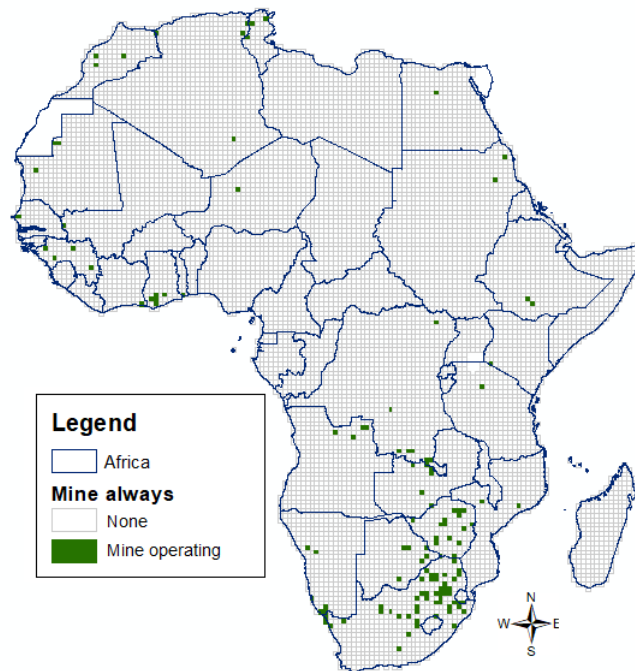 Legend
Africa
Mine always
None
Mine operating
N
W E
S